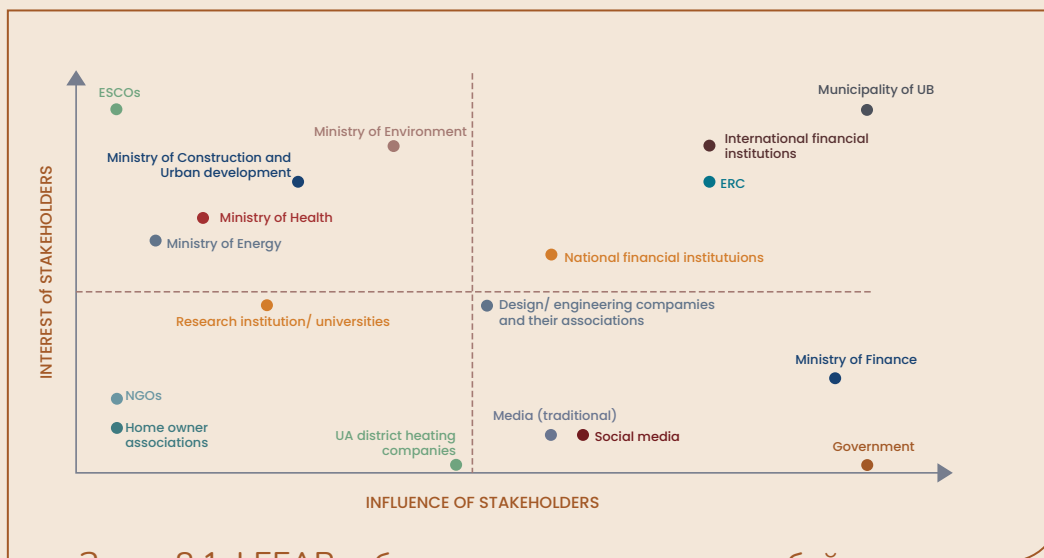 ESCOs
Municipality of UB
Ministry of Environment
International financial
institutions
Ministry of Construction and
Urban development
ERC
Ministry of Health
Ministry of Energy
National financial institutuions
INTEREST of STAKEHOLDERS
Design/ engineering compamies
and their associations
Research institution/ universities
Ministry of Finance
NGOs
Home owner
associations
Media (traditional)
Social media
UA district heating
companies
Government
INFLUENCE OF STAKEHOLDERS